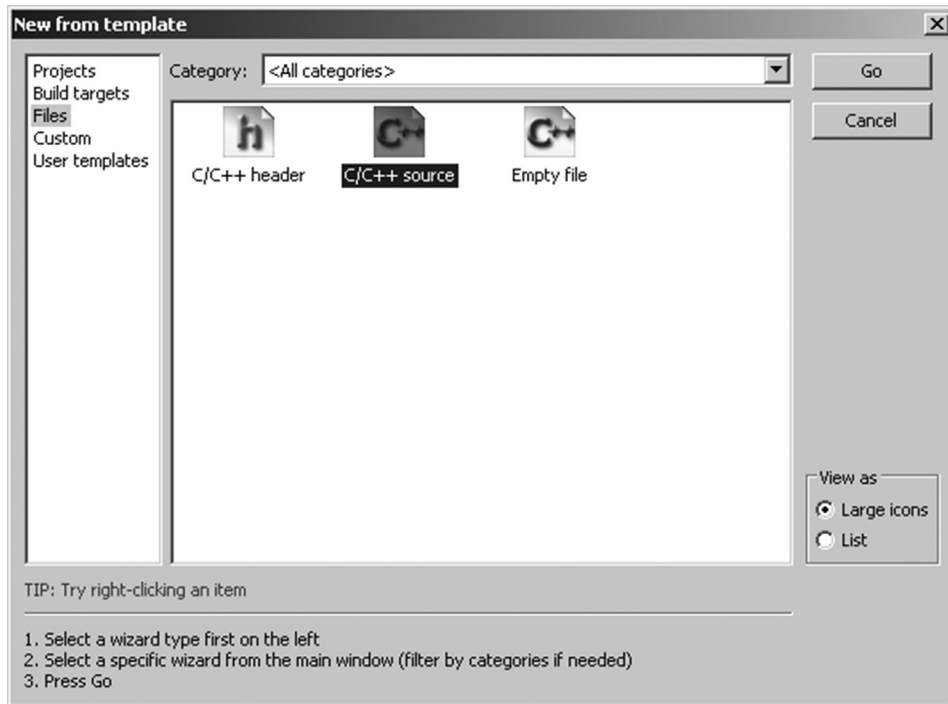 New from template
Projects
Build targets
Files
Custom
User templates
Category: <All categories>
Go
Cancel
h
C/C++ header
C++
C/C++ source
C++
Empty file
View as
Large icons
List
TIP: Try right-clicking an item
1. Select a wizard type first on the left
2. Select a specific wizard from the main window (filter by categories if needed)
3. Press Go